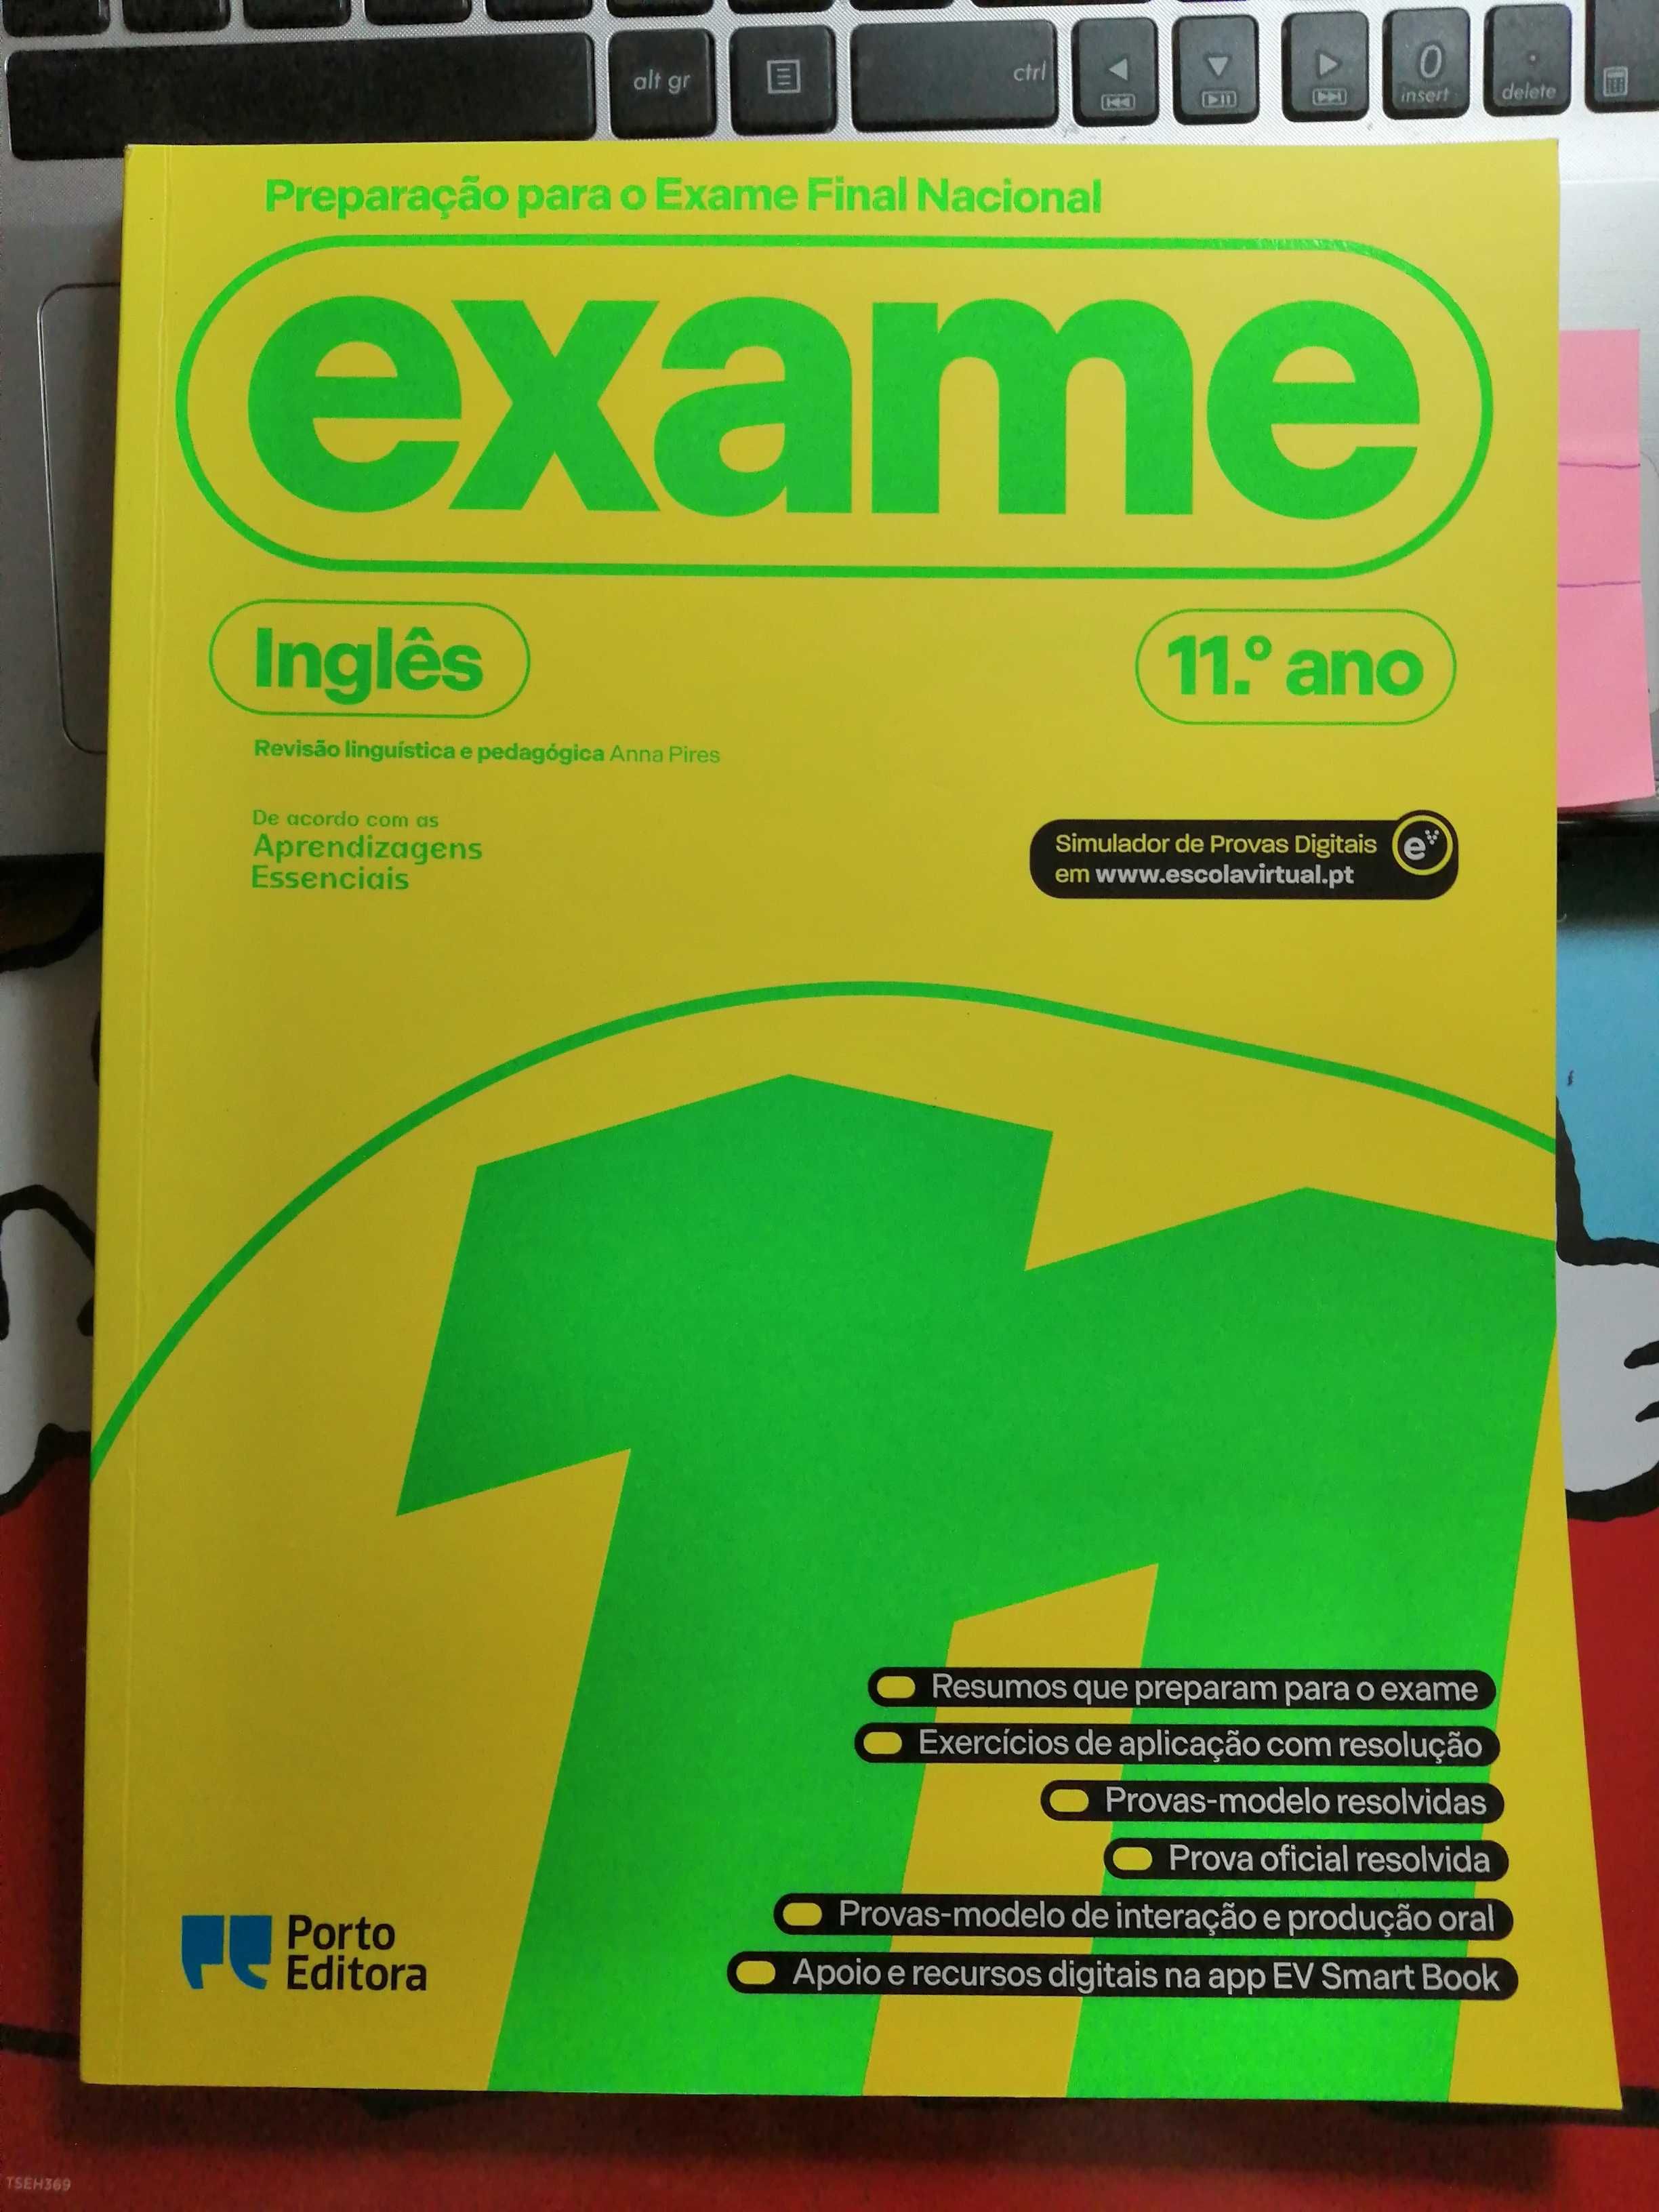 alt gr
ctrl
0
insert
.
delete
Preparação para o Exame Final Nacional
exame
Inglês
11.º ano
Revisão linguística e pedagógica Anna Pires
De acordo com as
Aprendizagens
Essenciais
Simulador de Provas Digitais
em www.escolavirtual.pt
e
11
Resumos que preparam para o exame
Exercícios de aplicação com resolução
Provas-modelo resolvidas
Prova oficial resolvida
Provas-modelo de interação e produção oral
Apoio e recursos digitais na app EV Smart Book
Porto
Editora
TSEH369